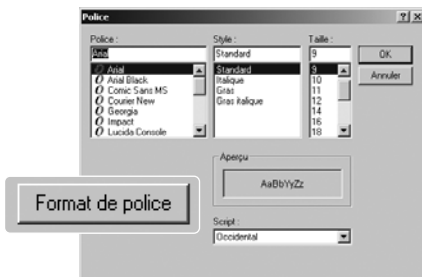 Police
Police : Style : Taille :
Arial Standard 9 OK
Arial Standard 9 Annuler
Arial Black Italique 10
Comic Sans MS Gras 11
Courier New Gras italique 12
Georgia 14
Impact 16
Lucida Console 18
Aperçu
AaBbYyZz
Format de police
Script :
Occidental